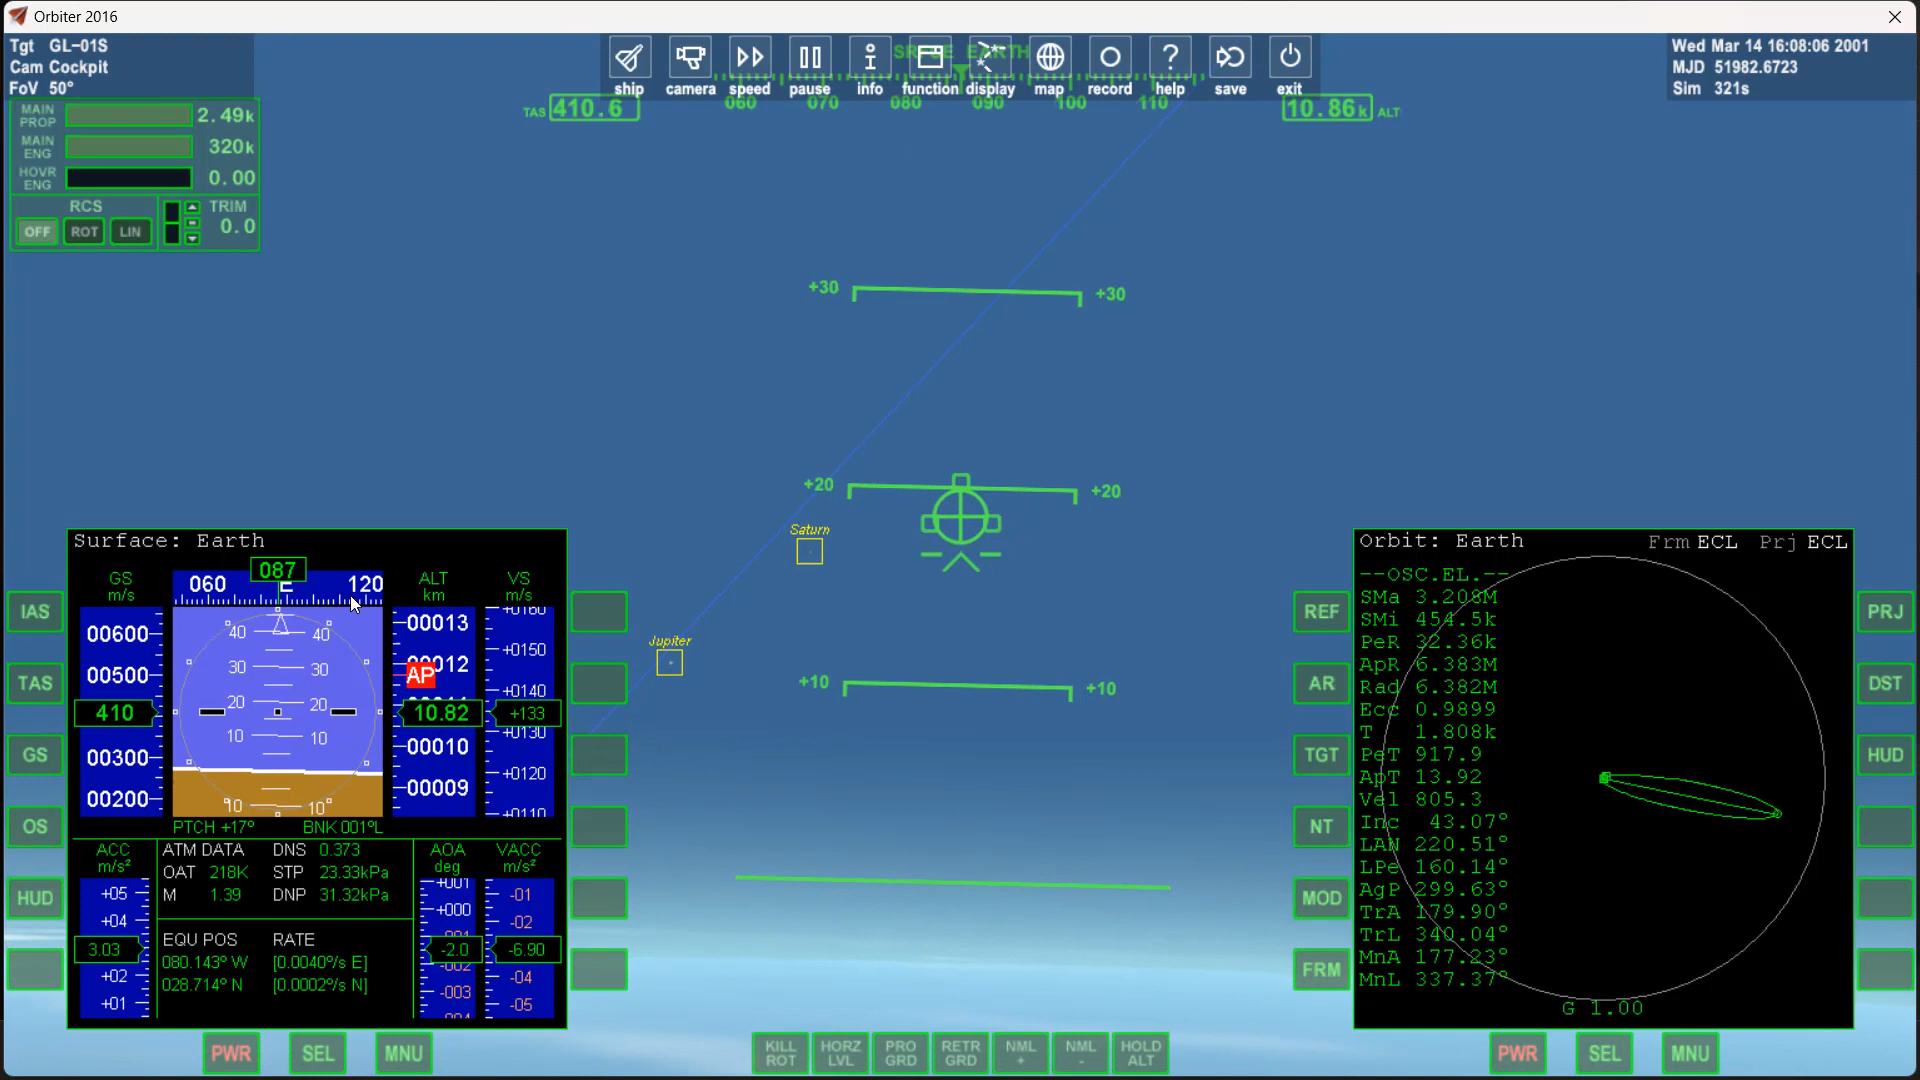 Orbiter 2016
Tgt GL-01S
Cam Cockpit
FoV 50°
MAIN PROP 2.49k
MAIN ENG 320k
HOVR ENG 0.00
RCS
OFF ROT LIN
TRIM
0.0
ship camera speed pause info function display map record help save exit
EARTH
060 070 080 090 100 110
TAS 410.6
10.86k ALT
Wed Mar 14 16:08:06 2001
MJD 51982.6723
Sim 321s
+30 +30
+20 +20
+10 +10
Saturn
Jupiter
Surface: Earth
087
GS m/s
060 E 120
ALT km
VS m/s
00600
00500
410
00300
00200
40 40
30 30
20 20
10 10
10 10
00013
00012
AP
10.82
00010
00009
+0160
+0150
+0140
+133
+0130
+0120
+0110
PTCH +17° BNK 001°L
ACC m/s²
+05
+04
3.03
+02
+01
ATM DATA DNS 0.373
OAT 218K STP 23.33kPa
M 1.39 DNP 31.32kPa
EQU POS RATE
080.143° W [0.0040°/s E]
028.714° N [0.0002°/s N]
AOA deg
+001
+000
-2.0
-002
-003
VACC m/s²
-01
-02
-6.90
-04
-05
IAS
TAS
GS
OS
HUD
PWR SEL MNU
KILL ROT
HORZ LVL
PRO GRD
RETR GRD
NML +
NML -
HOLD ALT
Orbit: Earth Frm ECL Prj ECL
--OSC.EL.--
SMa 3.208M
SMi 454.5k
PeR 32.36k
ApR 6.383M
Rad 6.382M
Ecc 0.9899
T 1.808k
PeT 917.9
ApT 13.92
Vel 805.3
Inc 43.07°
LAN 220.51°
LPe 160.14°
AgP 299.63°
TrA 179.90°
TrL 340.04°
MnA 177.23°
MnL 337.37°
G 1.00
REF
AR
TGT
NT
MOD
FRM
PRJ
DST
HUD
PWR SEL MNU